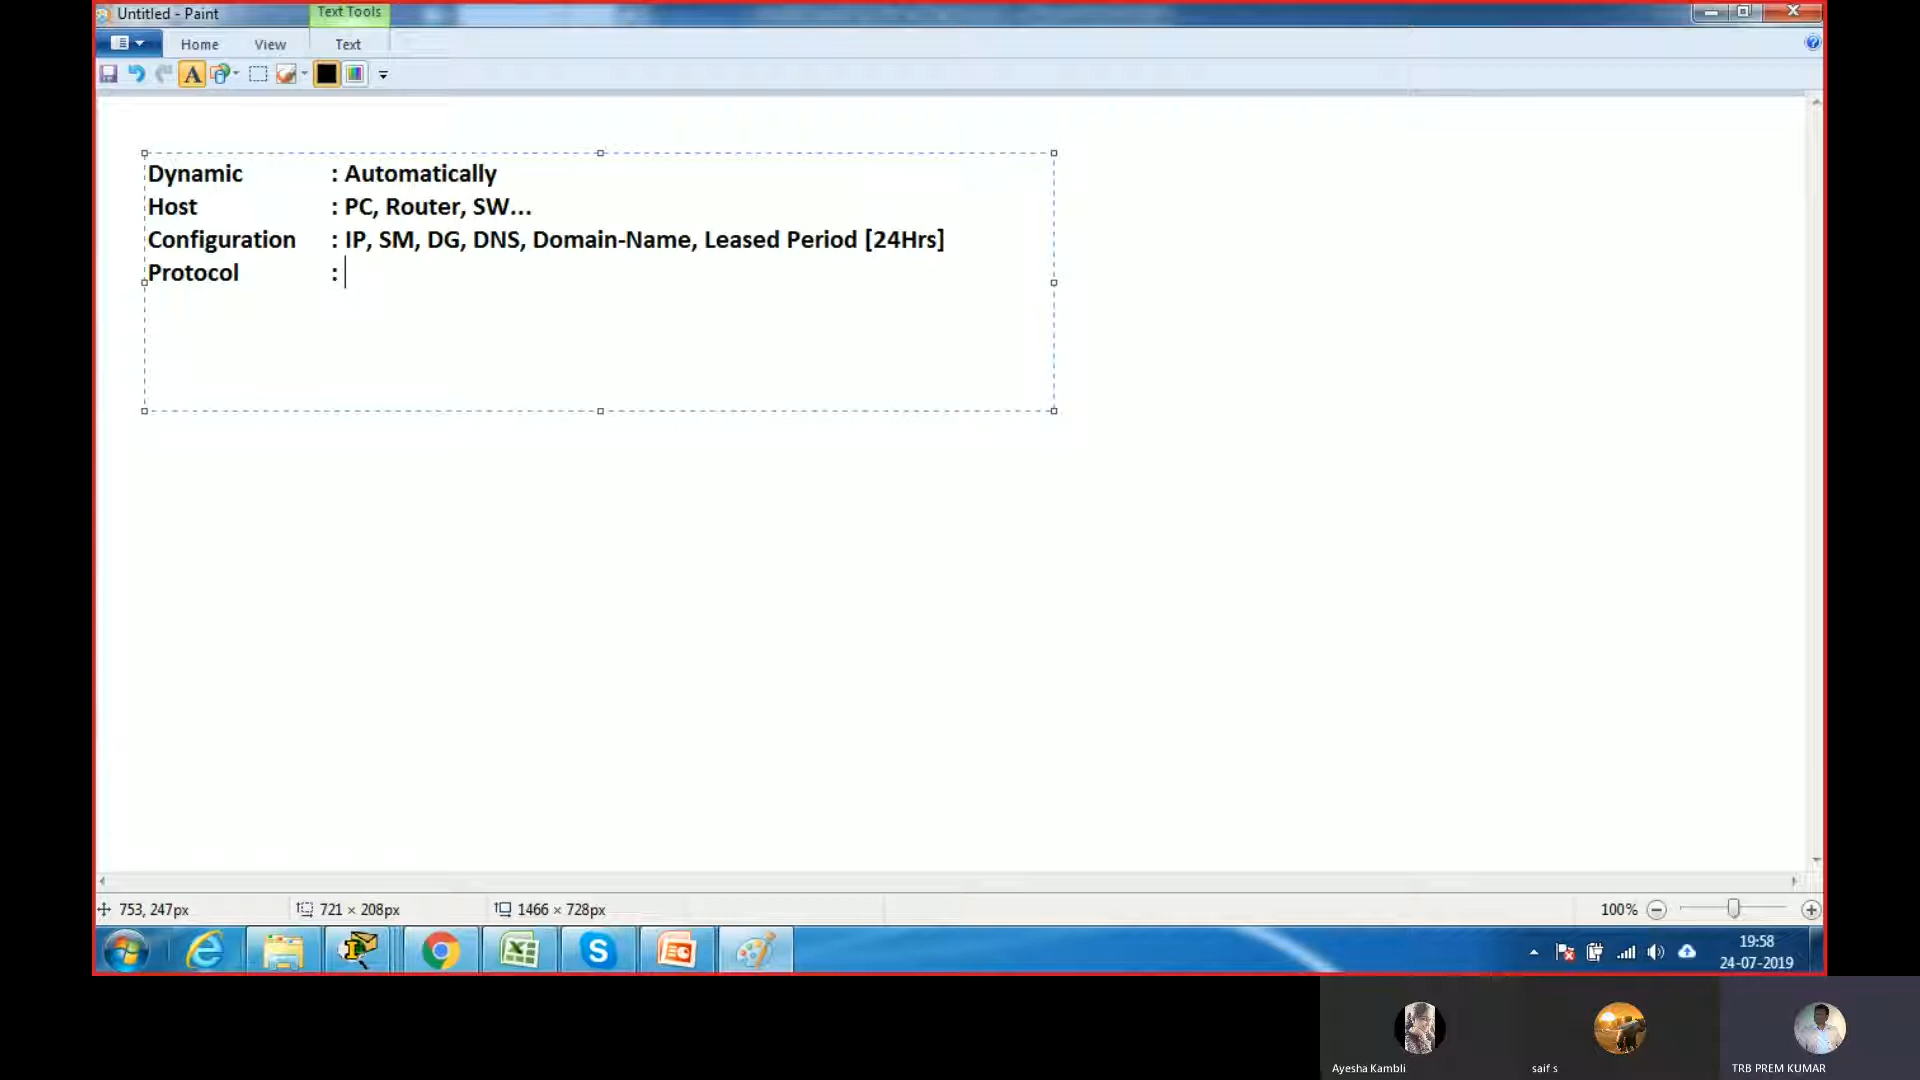 Untitled - Paint
Text Tools
Home
View
Text
Dynamic : Automatically
Host : PC, Router, SW...
Configuration : IP, SM, DG, DNS, Domain-Name, Leased Period [24Hrs]
Protocol :
753, 247px
721 × 208px
1466 × 728px
100%
19:58
24-07-2019
Ayesha Kambli
saif s
TRB PREM KUMAR